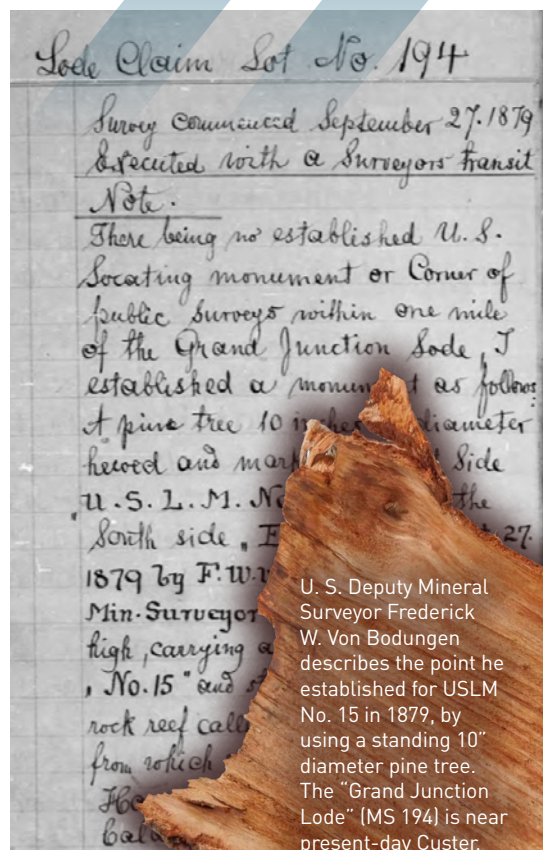 Lode Claim Lot No. 194
Survey commenced September 27. 1879
Executed with a Surveyors transit
Note.
There being no established U. S.
Locating monument or Corner of
public surveys within one mile
of the Grand Junction Lode, I
established a monument as follows:
A pine tree 10 inches diameter
hewed and mark Side
U. S. L. M. No the
South side, E 27.
1879 by F. W. V
Min. Surveyor
high, carrying a
"No. 15" and s
rock reef call
from which
U. S. Deputy Mineral
Surveyor Frederick
W. Von Bodungen
describes the point he
established for USLM
No. 15 in 1879, by
using a standing 10”
diameter pine tree.
The “Grand Junction
Lode” (MS 194) is near
present-day Custer.